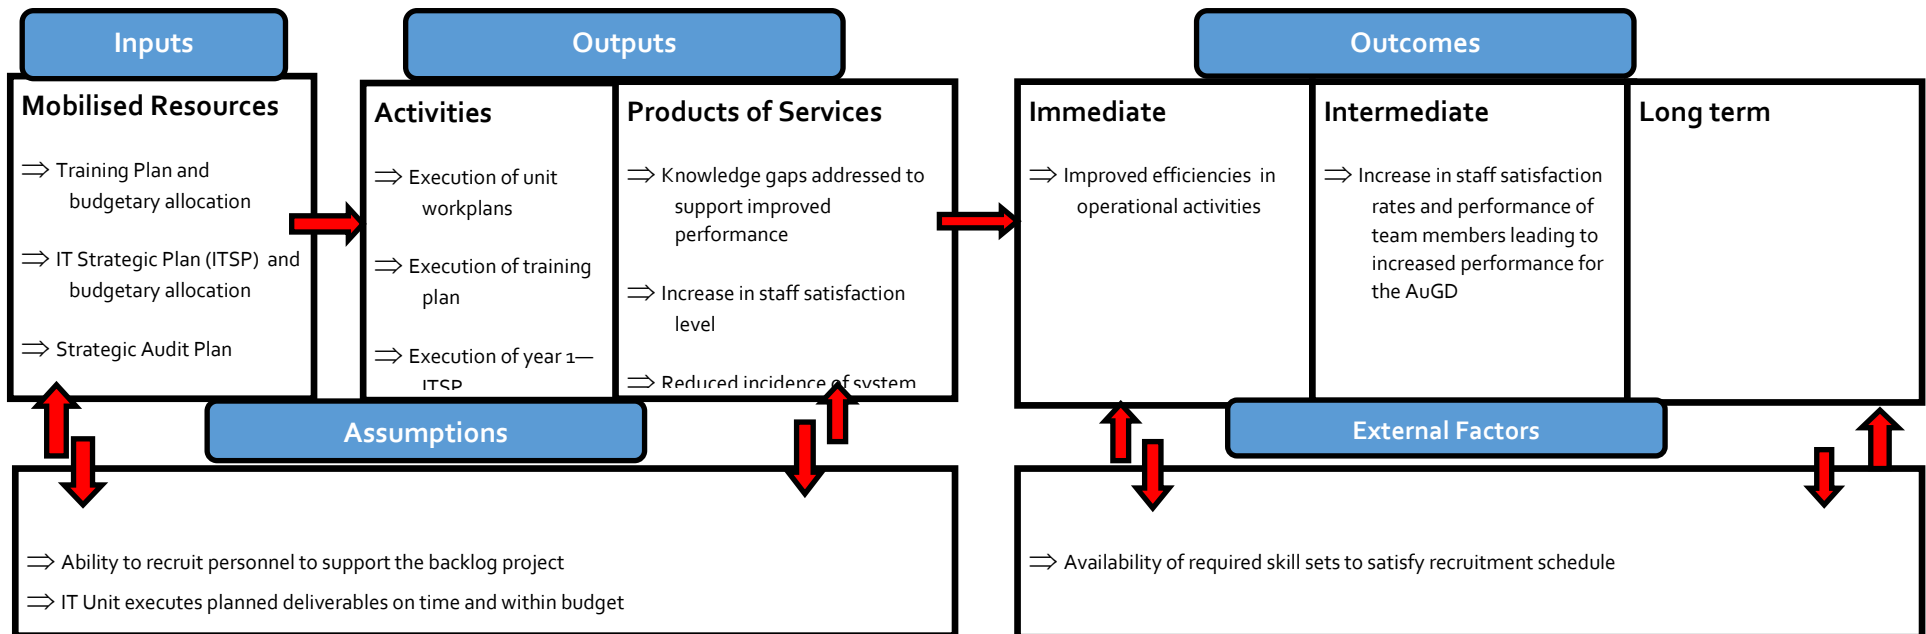 Inputs
Outputs
Outcomes
Mobilised Resources
⇒ Training Plan and
budgetary allocation
⇒ IT Strategic Plan (ITSP) and
budgetary allocation
⇒ Strategic Audit Plan
Activities
⇒ Execution of unit
workplans
⇒ Execution of training
plan
⇒ Execution of year 1—
ITSP
Products of Services
⇒ Knowledge gaps addressed to
support improved
performance
⇒ Increase in staff satisfaction
level
⇒ Reduced incidence of system
Immediate
⇒ Improved efficiencies in
operational activities
Intermediate
⇒ Increase in staff satisfaction
rates and performance of
team members leading to
increased performance for
the AuGD
Long term
Assumptions
⇒ Ability to recruit personnel to support the backlog project
⇒ IT Unit executes planned deliverables on time and within budget
External Factors
⇒ Availability of required skill sets to satisfy recruitment schedule